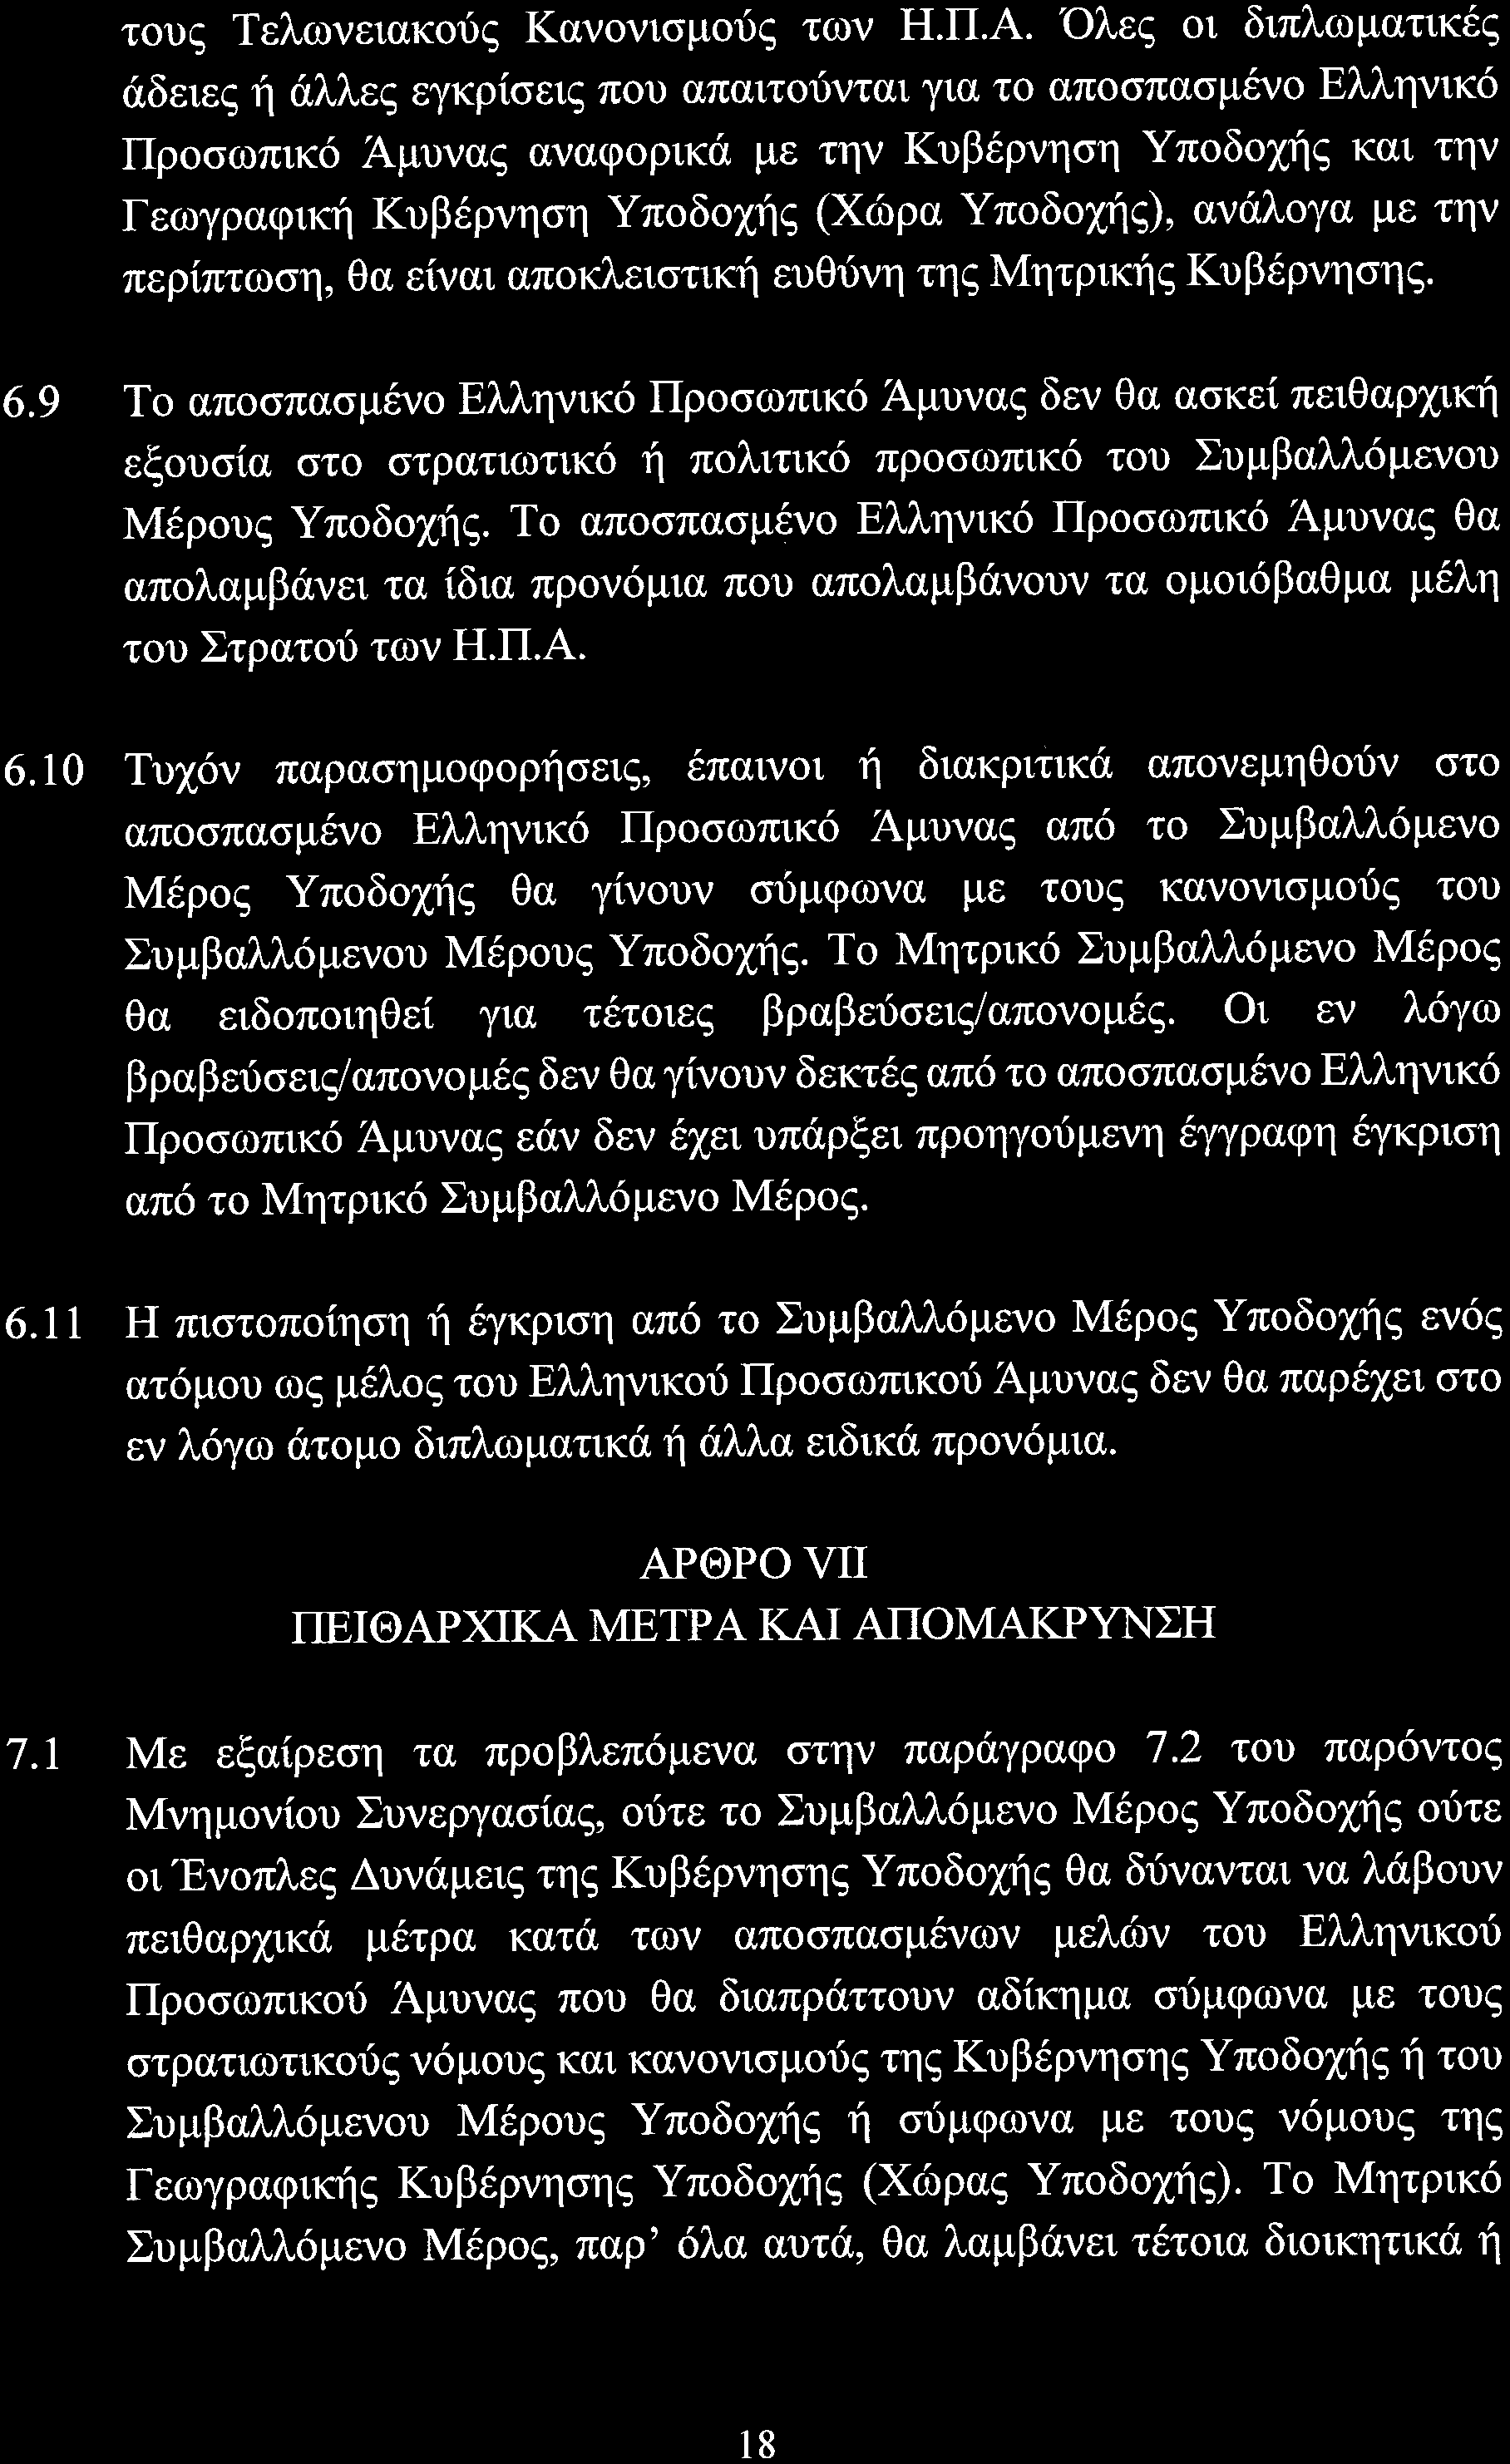 τους Τελωνειακούς Κανονισμούς των Η.Π.Α. Όλες οι διπλωματικές
άδειες ή άλλες εγκρίσεις που απαιτούνται για το αποσπασμένο Ελληνικό
Προσωπικό Άμυνας αναφορικά με την Κυβέρνηση Υποδοχής και την
Γεωγραφική Κυβέρνηση Υποδοχής (Χώρα Υποδοχής), ανάλογα με την
περίπτωση, θα είναι αποκλειστική ευθύνη της Μητρικής Κυβέρνησης.
6.9 Το αποσπασμένο Ελληνικό Προσωπικό Άμυνας δεν θα ασκεί πειθαρχική
εξουσία στο στρατιωτικό ή πολιτικό προσωπικό του Συμβαλλόμενου
Μέρους Υποδοχής. Το αποσπασμένο Ελληνικό Προσωπικό Άμυνας θα
απολαμβάνει τα ίδια προνόμια που απολαμβάνουν τα ομοιόβαθμα μέλη
του Στρατού των Η.Π.Α.
6.10 Τυχόν παρασημοφορήσεις, έπαινοι ή διακριτικά απονεμηθούν στο
αποσπασμένο Ελληνικό Προσωπικό Άμυνας από το Συμβαλλόμενο
Μέρος Υποδοχής θα γίνουν σύμφωνα με τους κανονισμούς του
Συμβαλλόμενου Μέρους Υποδοχής. Το Μητρικό Συμβαλλόμενο Μέρος
θα ειδοποιηθεί για τέτοιες βραβεύσεις/απονομές. Οι εν λόγω
βραβεύσεις/απονομές δεν θα γίνουν δεκτές από το αποσπασμένο Ελληνικό
Προσωπικό Άμυνας εάν δεν έχει υπάρξει προηγούμενη έγγραφη έγκριση
από το Μητρικό Συμβαλλόμενο Μέρος.
6.11 Η πιστοποίηση ή έγκριση από το Συμβαλλόμενο Μέρος Υποδοχής ενός
ατόμου ως μέλος του Ελληνικού Προσωπικού Άμυνας δεν θα παρέχει στο
εν λόγω άτομο διπλωματικά ή άλλα ειδικά προνόμια.
ΑΡΘΡΟ VII
ΠΕΙΘΑΡΧΙΚΑ ΜΕΤΡΑ ΚΑΙ ΑΠΟΜΑΚΡΥΝΣΗ
7.1 Με εξαίρεση τα προβλεπόμενα στην παράγραφο 7.2 του παρόντος
Μνημονίου Συνεργασίας, ούτε το Συμβαλλόμενο Μέρος Υποδοχής ούτε
οι Ένοπλες Δυνάμεις της Κυβέρνησης Υποδοχής θα δύνανται να λάβουν
πειθαρχικά μέτρα κατά των αποσπασμένων μελών του Ελληνικού
Προσωπικού Άμυνας που θα διαπράττουν αδίκημα σύμφωνα με τους
στρατιωτικούς νόμους και κανονισμούς της Κυβέρνησης Υποδοχής ή του
Συμβαλλόμενου Μέρους Υποδοχής ή σύμφωνα με τους νόμους της
Γεωγραφικής Κυβέρνησης Υποδοχής (Χώρας Υποδοχής). Το Μητρικό
Συμβαλλόμενο Μέρος, παρ’ όλα αυτά, θα λαμβάνει τέτοια διοικητικά ή
18